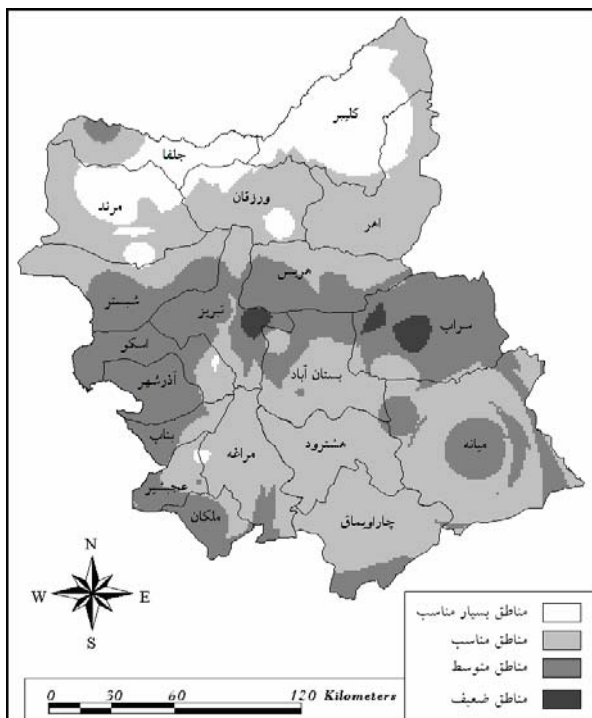 کلیبر
جلفا
مرند
ورزقان
اهر
هریس
شبستر
تبریز
سراب
اسکو
آذرشهر
بستان آباد
بناب
میانه
هشترود
مراغه
عجبشیر
ملکان
چاراویماق
N
W E
S
مناطق بسیار مناسب
مناطق مناسب
مناطق متوسط
مناطق ضعیف
0 15 30 60 120 Kilometers